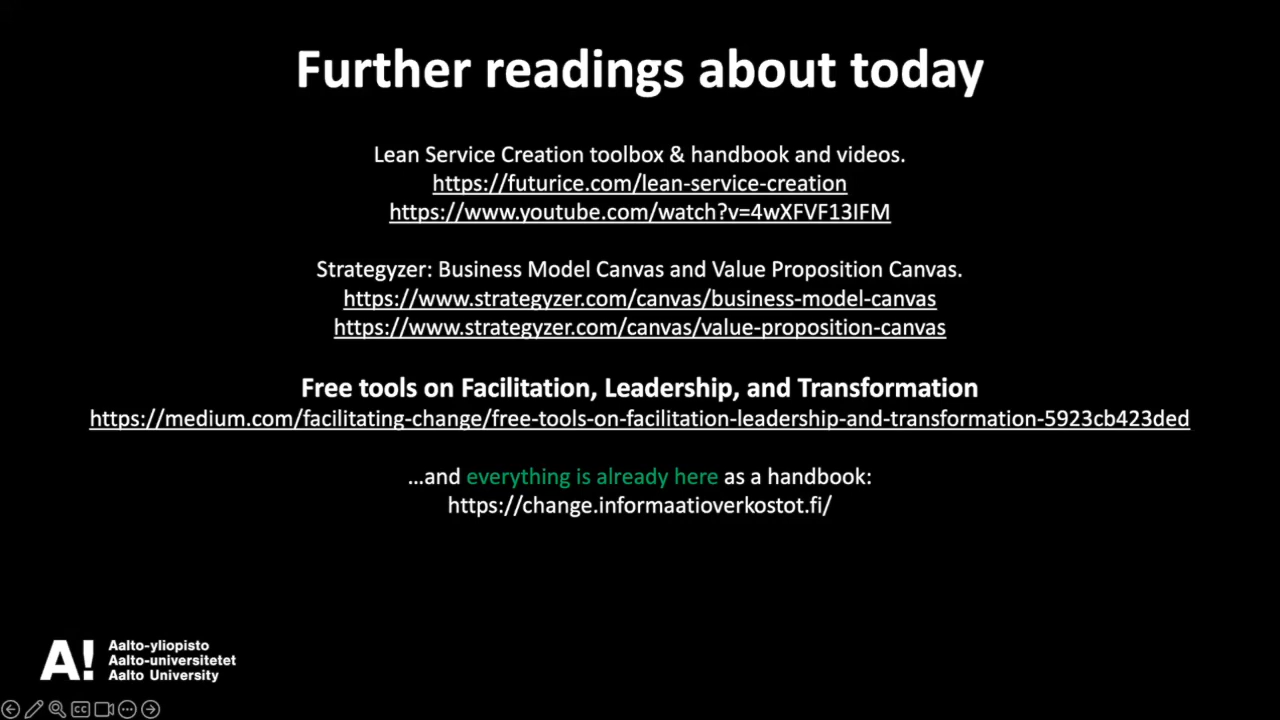 Further readings about today
Lean Service Creation toolbox & handbook and videos.
https://futurice.com/lean-service-creation
https://www.youtube.com/watch?v=4wXFVF13IFM
Strategyzer: Business Model Canvas and Value Proposition Canvas.
https://www.strategyzer.com/canvas/business-model-canvas
https://www.strategyzer.com/canvas/value-proposition-canvas
Free tools on Facilitation, Leadership, and Transformation
https://medium.com/facilitating-change/free-tools-on-facilitation-leadership-and-transformation-5923cb423ded
...and everything is already here as a handbook:
https://change.informaatioverkostot.fi/
A!
Aalto-yliopisto
Aalto-universitetet
Aalto University
CC